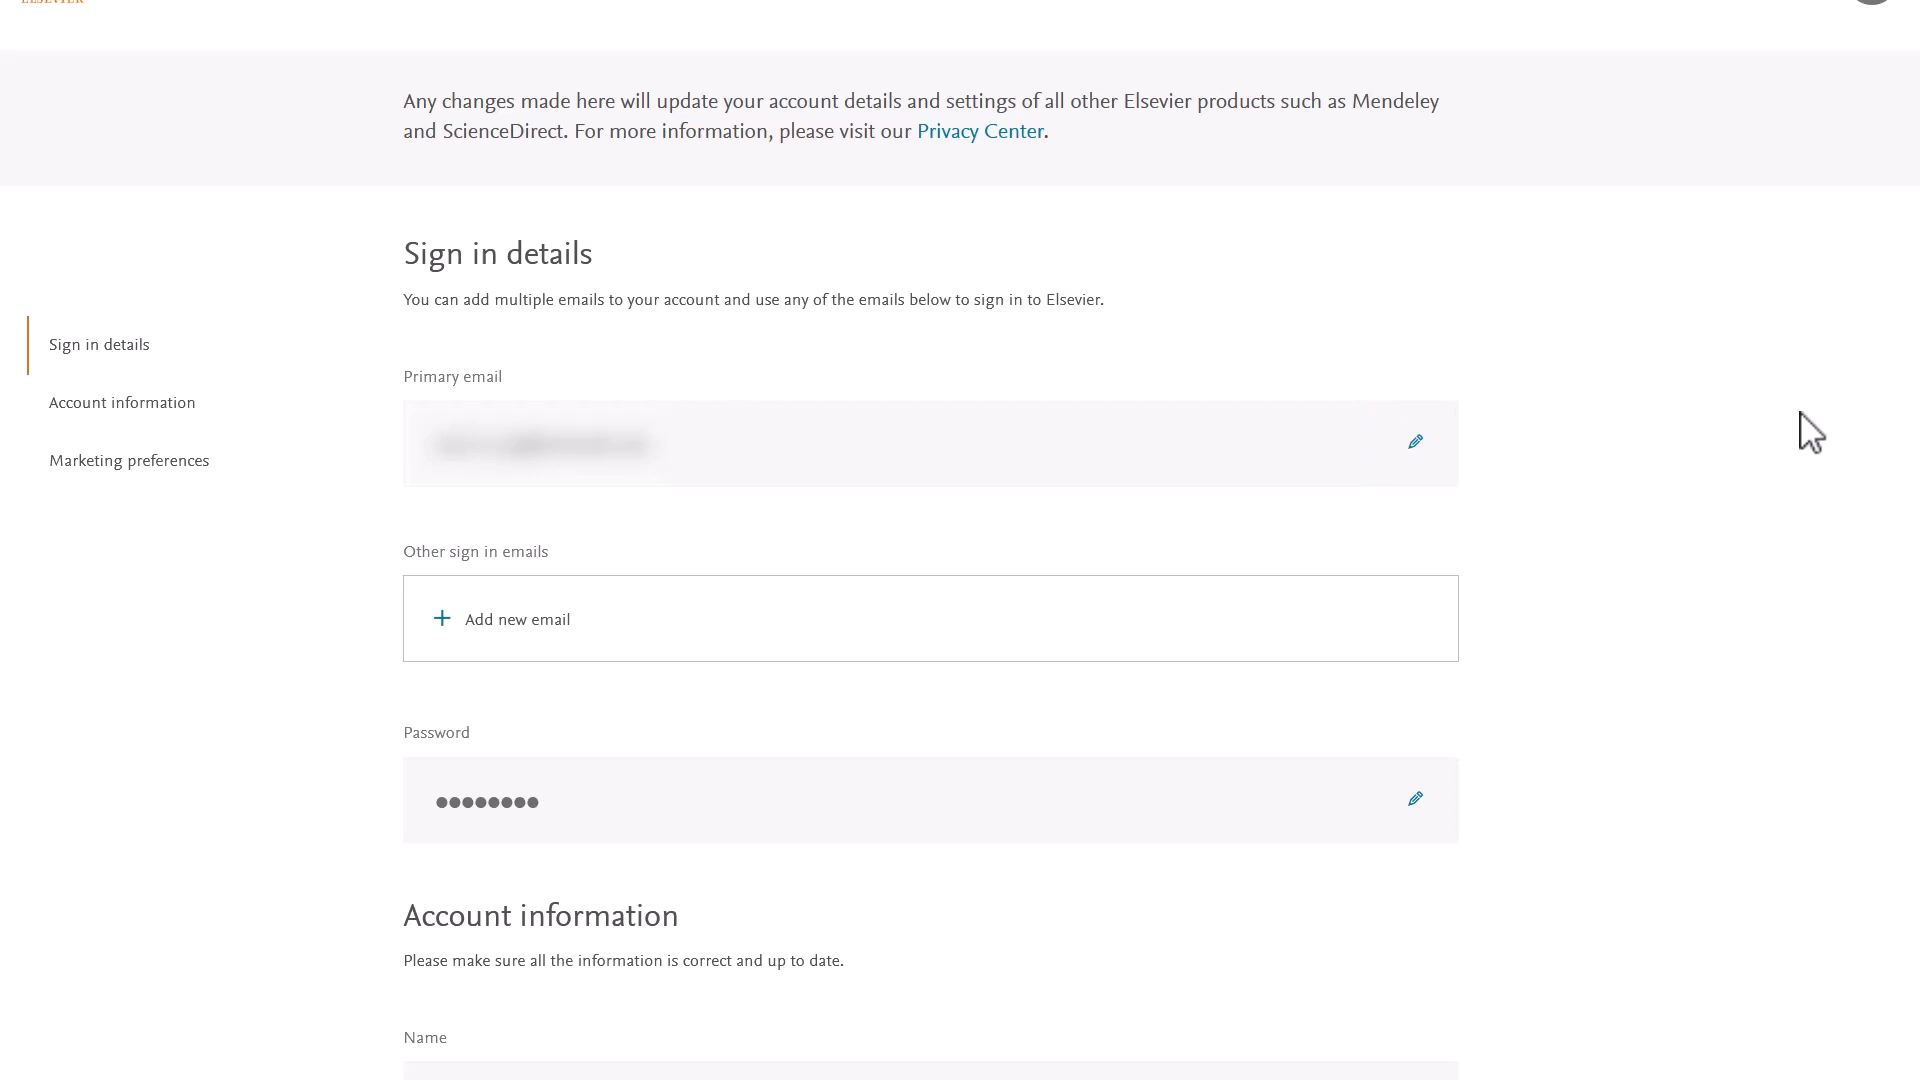 Any changes made here will update your account details and settings of all other Elsevier products such as Mendeley
and ScienceDirect. For more information, please visit our Privacy Center.
Sign in details
You can add multiple emails to your account and use any of the emails below to sign in to Elsevier.
Sign in details
Account information
Marketing preferences
Primary email
Other sign in emails
+ Add new email
Password
●●●●●●●●
Account information
Please make sure all the information is correct and up to date.
Name